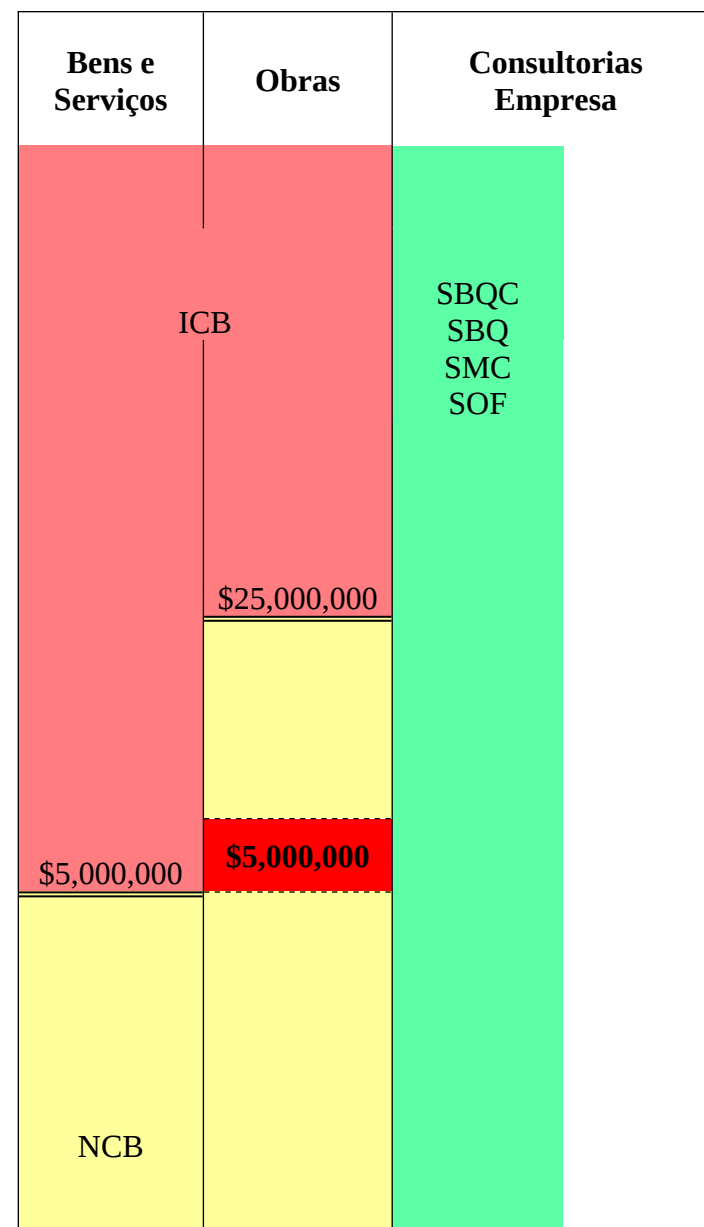 Bens e
Serviços
Obras
Consultorias
Empresa
ICB
SBQC
SBQ
SMC
SOF
$25,000,000
$5,000,000
$5,000,000
NCB